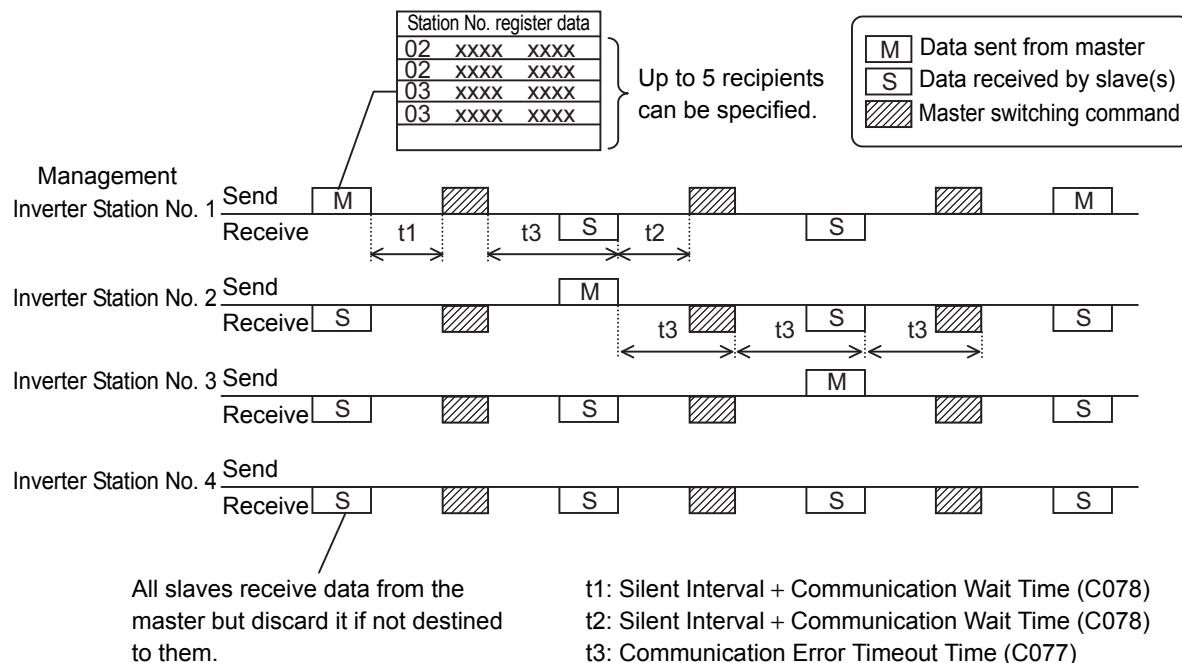 Station No. register data
02 xxxx xxxx
02 xxxx xxxx
03 xxxx xxxx
03 xxxx xxxx
Up to 5 recipients
can be specified.
M Data sent from master
S Data received by slave(s)
Master switching command
Management
Inverter Station No. 1
Send
M
M
Receive
t1
t3
S
t2
S
Inverter Station No. 2
Send
M
Receive
S
S
S
t3
t3
t3
Inverter Station No. 3
Send
M
Receive
S
S
S
Inverter Station No. 4
Send
Receive
S
S
S
S
All slaves receive data from the
master but discard it if not destined
to them.
t1: Silent Interval + Communication Wait Time (C078)
t2: Silent Interval + Communication Wait Time (C078)
t3: Communication Error Timeout Time (C077)